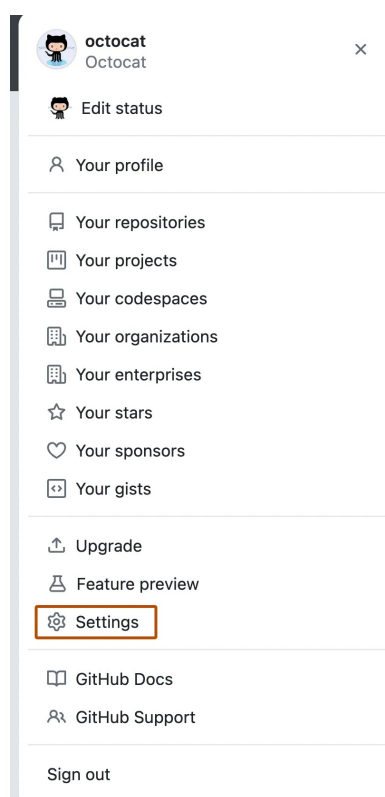 octocat
Octocat
Edit status
Your profile
Your repositories
Your projects
Your codespaces
Your organizations
Your enterprises
Your stars
Your sponsors
Your gists
Upgrade
Feature preview
Settings
GitHub Docs
GitHub Support
Sign out